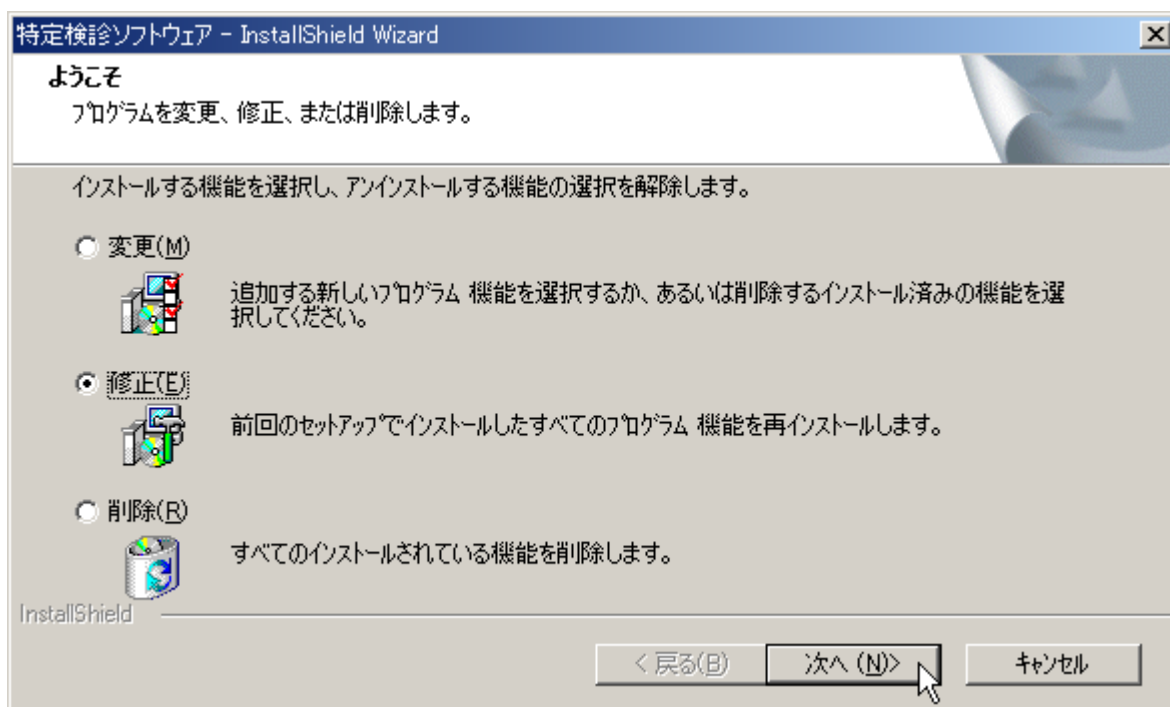 特定検診ソフトウェア - InstallShield Wizard
ようこそ
プログラムを変更、修正、または削除します。
インストールする機能を選択し、アンインストールする機能の選択を解除します。
変更(M)
追加する新しいプログラム 機能を選択するか、あるいは削除するインストール済みの機能を選
択してください。
修正(E)
前回のセットアップでインストールしたすべてのプログラム 機能を再インストールします。
削除(R)
すべてのインストールされている機能を削除します。
InstallShield
< 戻る(B) 次へ (N)> キャンセル